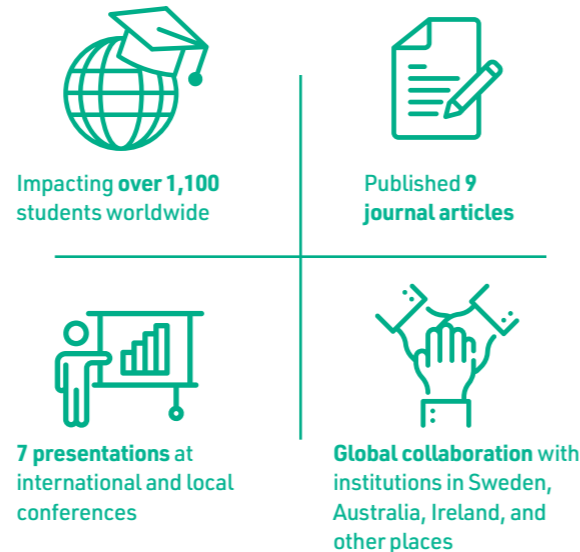 Impacting over 1,100
students worldwide
Published 9
journal articles
7 presentations at
international and local
conferences
Global collaboration with
institutions in Sweden,
Australia, Ireland, and
other places